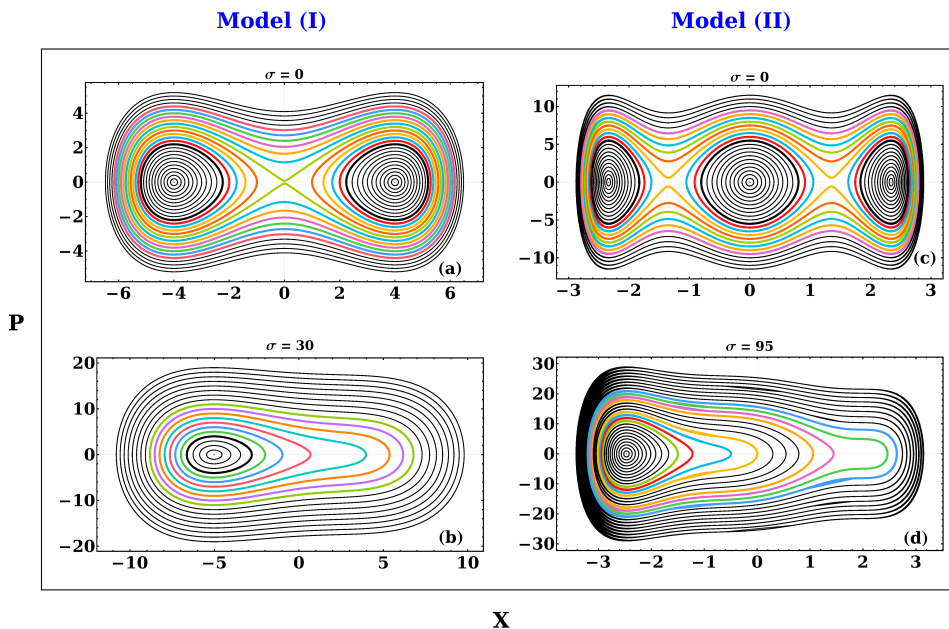 Model (I) Model (II)
σ = 0 σ = 0
4
2
0
−2
−4
(a)
−6 −4 −2 0 2 4 6
10
5
0
−5
−10
(c)
−3 −2 −1 0 1 2 3
P
σ = 30 σ = 95
20
10
0
−10
−20
(b)
−10 −5 0 5 10
30
20
10
0
−10
−20
−30
(d)
−3 −2 −1 0 1 2 3
X